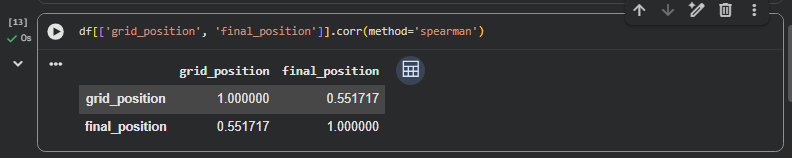 [13]
0s
df[['grid_position', 'final_position']].corr(method='spearman')
grid_position final_position
grid_position 1.000000 0.551717
final_position 0.551717 1.000000